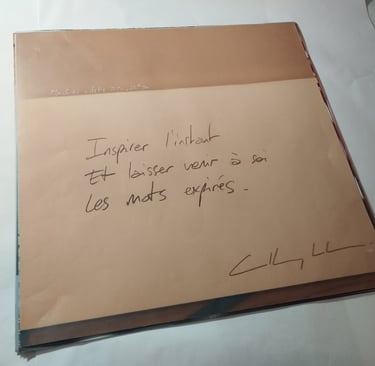 Inspirer l'instant
Et laisser venir à soi
Les mots expirés.